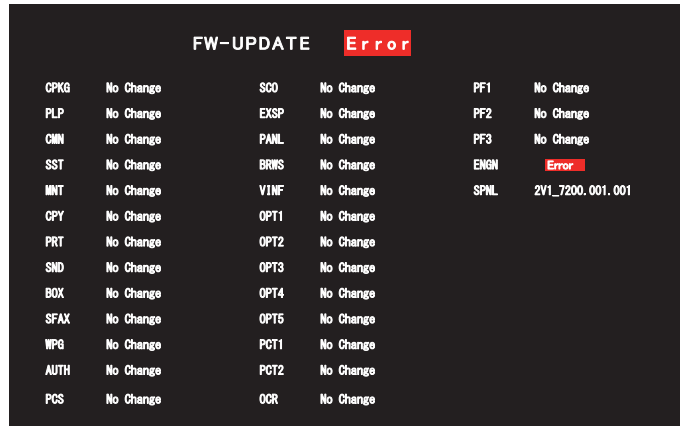 FW-UPDATE Error
CPKG No Change SCO No Change PF1 No Change
PLP No Change EXSP No Change PF2 No Change
CMN No Change PANL No Change PF3 No Change
SST No Change BRWS No Change ENGN Error
MNT No Change VINF No Change SPNL 2V1_7200.001.001
CPY No Change OPT1 No Change
PRT No Change OPT2 No Change
SND No Change OPT3 No Change
BOX No Change OPT4 No Change
SFAX No Change OPT5 No Change
WPG No Change PCT1 No Change
AUTH No Change PCT2 No Change
PCS No Change OCR No Change